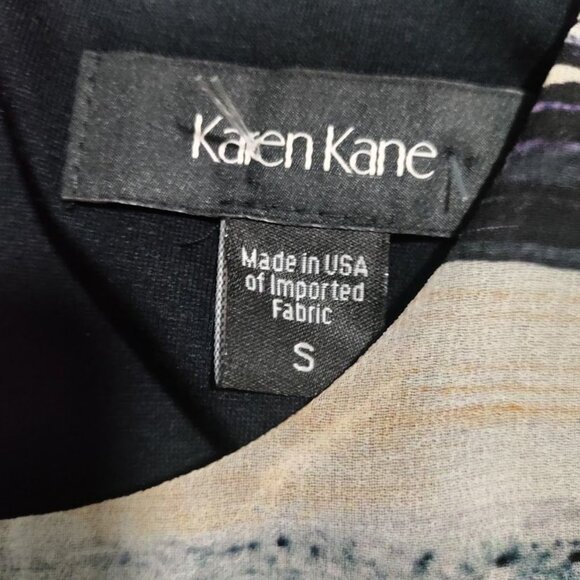 Karen Kane
Made in USA
of Imported
Fabric
S